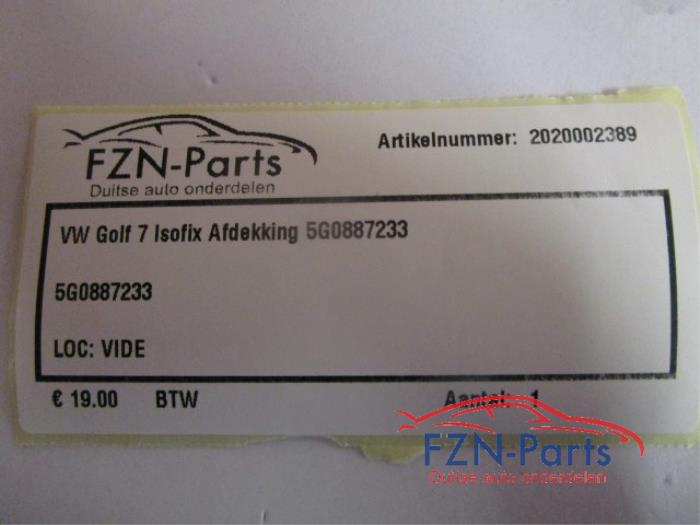 FZN-Parts
Duitse auto onderdelen
Artikelnummer: 2020002389
VW Golf 7 Isofix Afdekking 5G0887233
5G0887233
LOC: VIDE
€ 19.00 BTW Aantal: 1
FZN-Parts
Duitse auto onderdelen